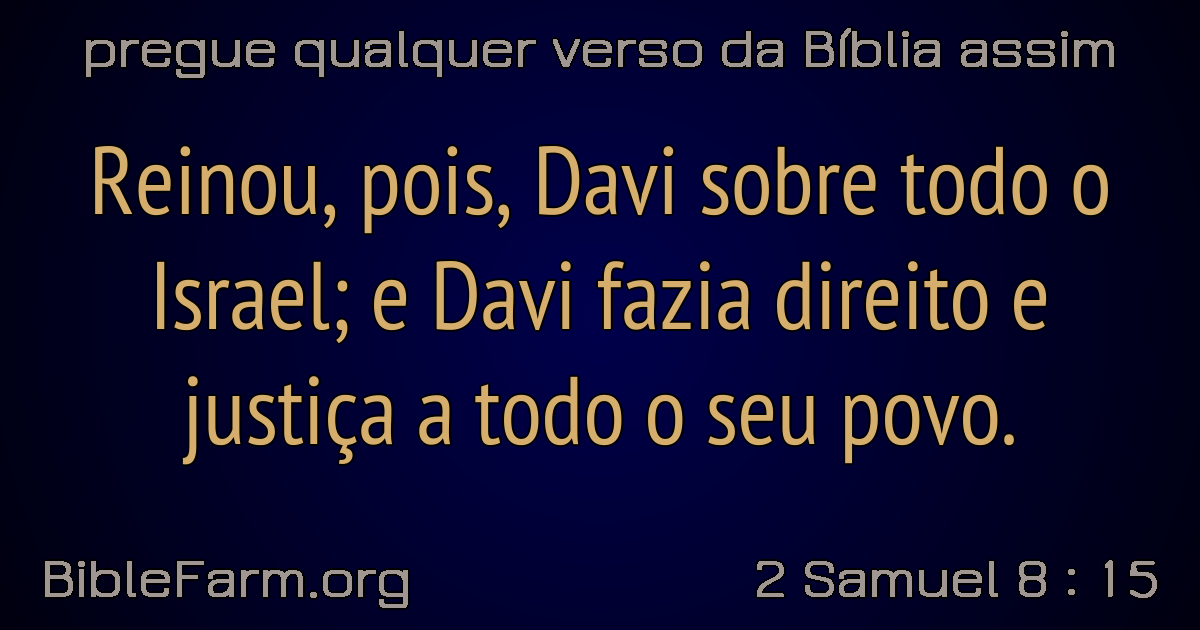 pregue qualquer verso da Bíblia assim
Reinou, pois, Davi sobre todo o
Israel; e Davi fazia direito e
justiça a todo o seu povo.
BibleFarm.org
2 Samuel 8 : 15